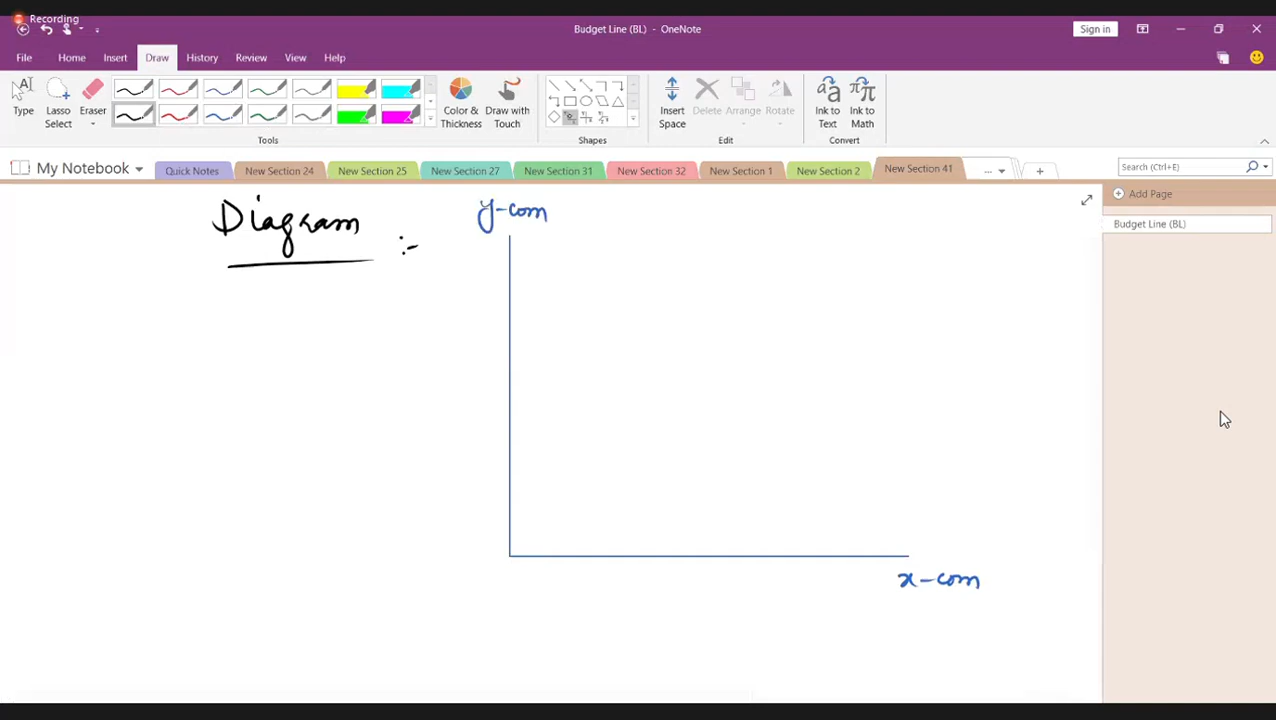 Recording
Budget Line (BL) - OneNote
Sign in
File Home Insert Draw History Review View Help
Type
Lasso Select
Eraser
Color & Thickness
Draw with Touch
Insert Space
Delete
Arrange
Rotate
Ink to Text
Ink to Math
Tools
Shapes
Edit
Convert
My Notebook
Quick Notes
New Section 24
New Section 25
New Section 27
New Section 31
New Section 32
New Section 1
New Section 2
New Section 41
...
Search (Ctrl+E)
Add Page
Budget Line (BL)
Diagram :-
y-com
x-com